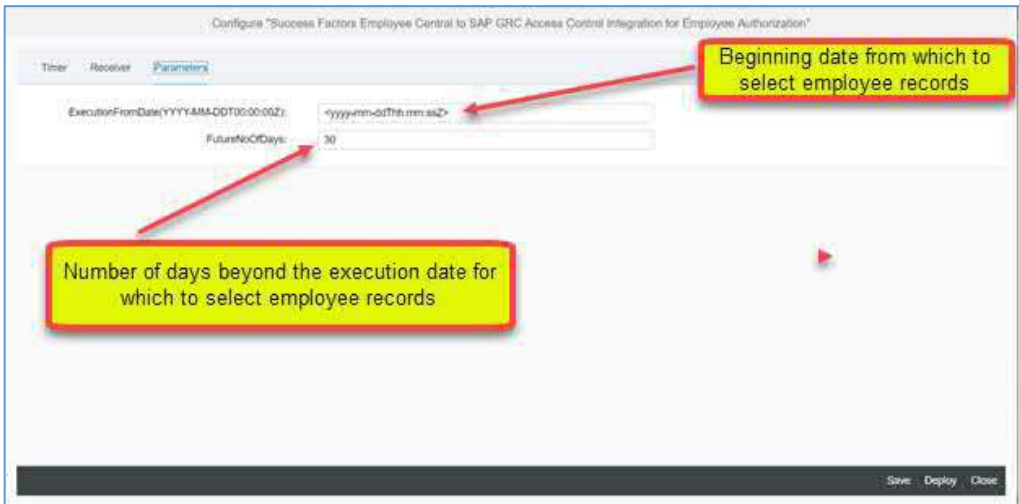 Configure "Success Factors Employee Central to SAP GRC Access Control Integration for Employee Authorization"
Timer Receiver Parameters
Beginning date from which to
select employee records
ExecutionFromDate(YYYY-MM-DDT00:00:00Z): <yyyy-mm-ddThh:mm:ssZ>
FutureNoOfDays: 30
Number of days beyond the execution date for
which to select employee records
Save Deploy Close